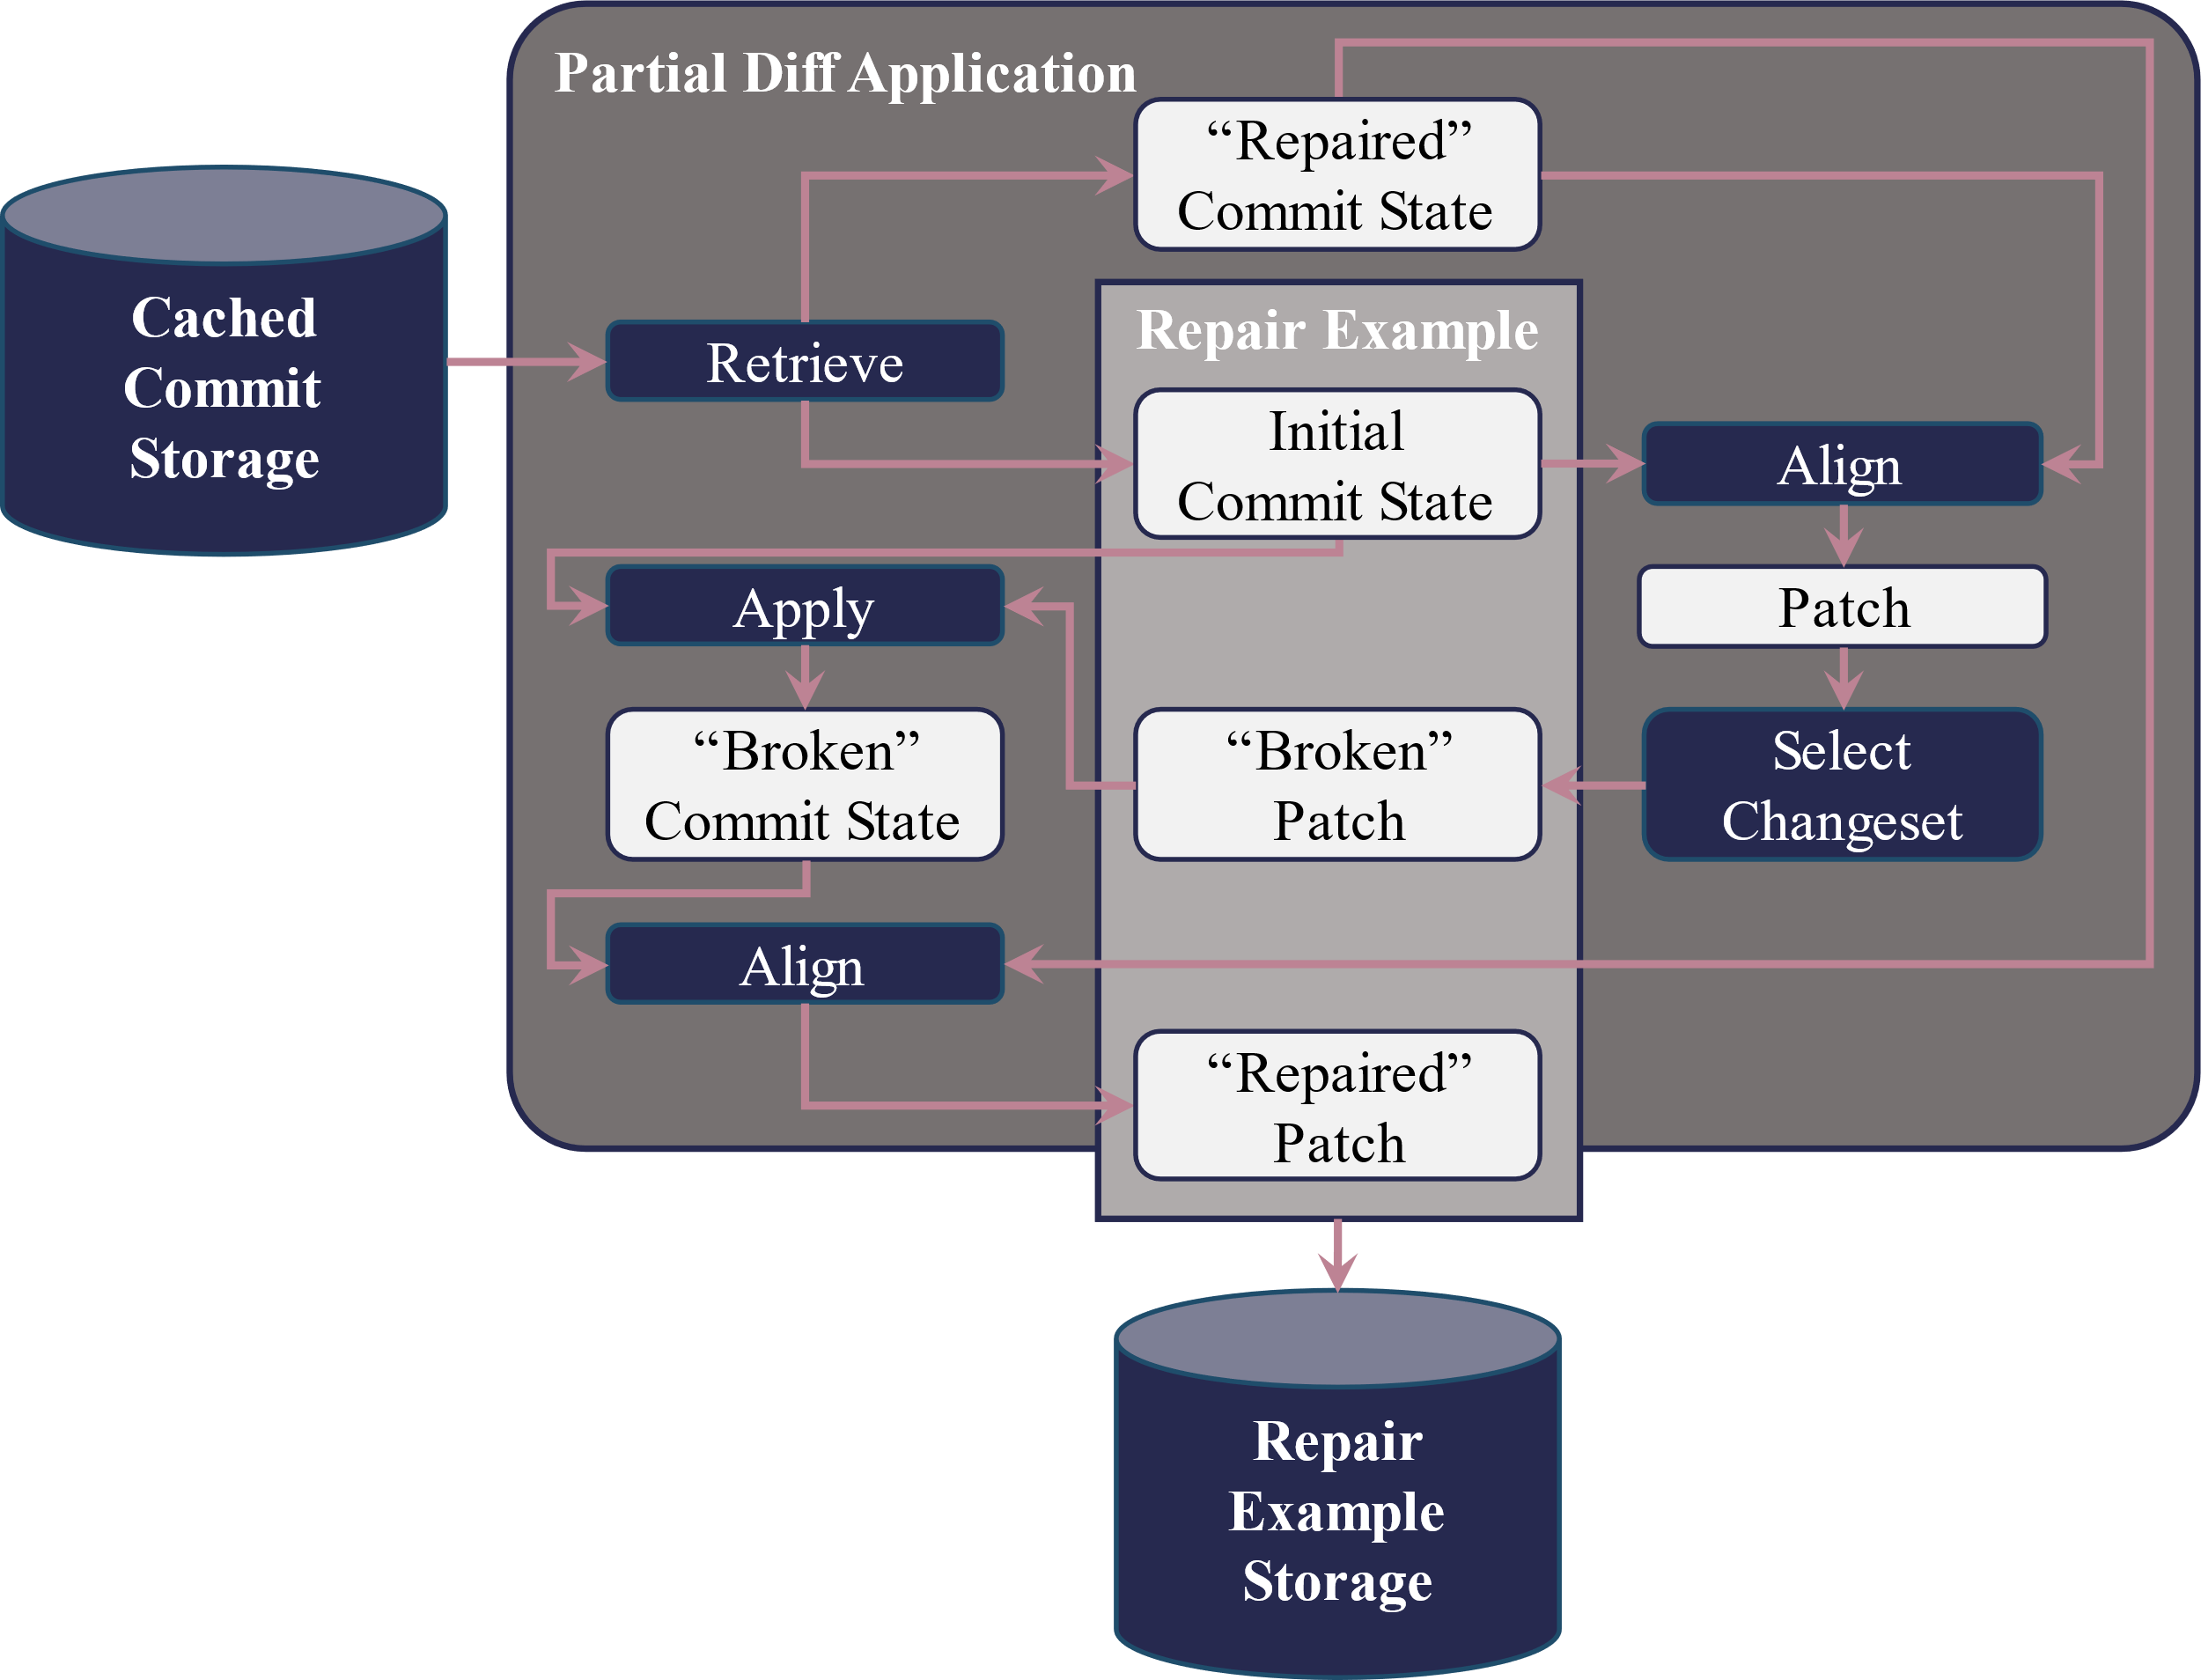 Partial Diff Application
“Repaired”
Commit State
Cached
Commit
Storage
Retrieve
Repair Example
Initial
Commit State
Align
Apply
Patch
“Broken”
Commit State
“Broken”
Patch
Select
Changeset
Align
“Repaired”
Patch
Repair
Example
Storage